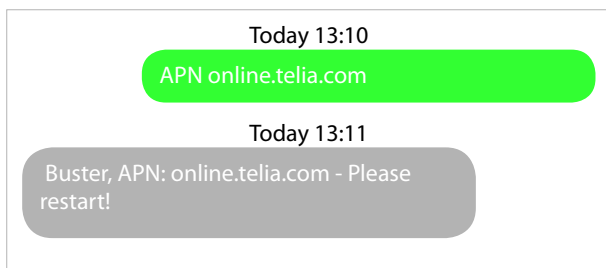 Today 13:10
APN online.telia.com
Today 13:11
Buster, APN: online.telia.com - Please
restart!